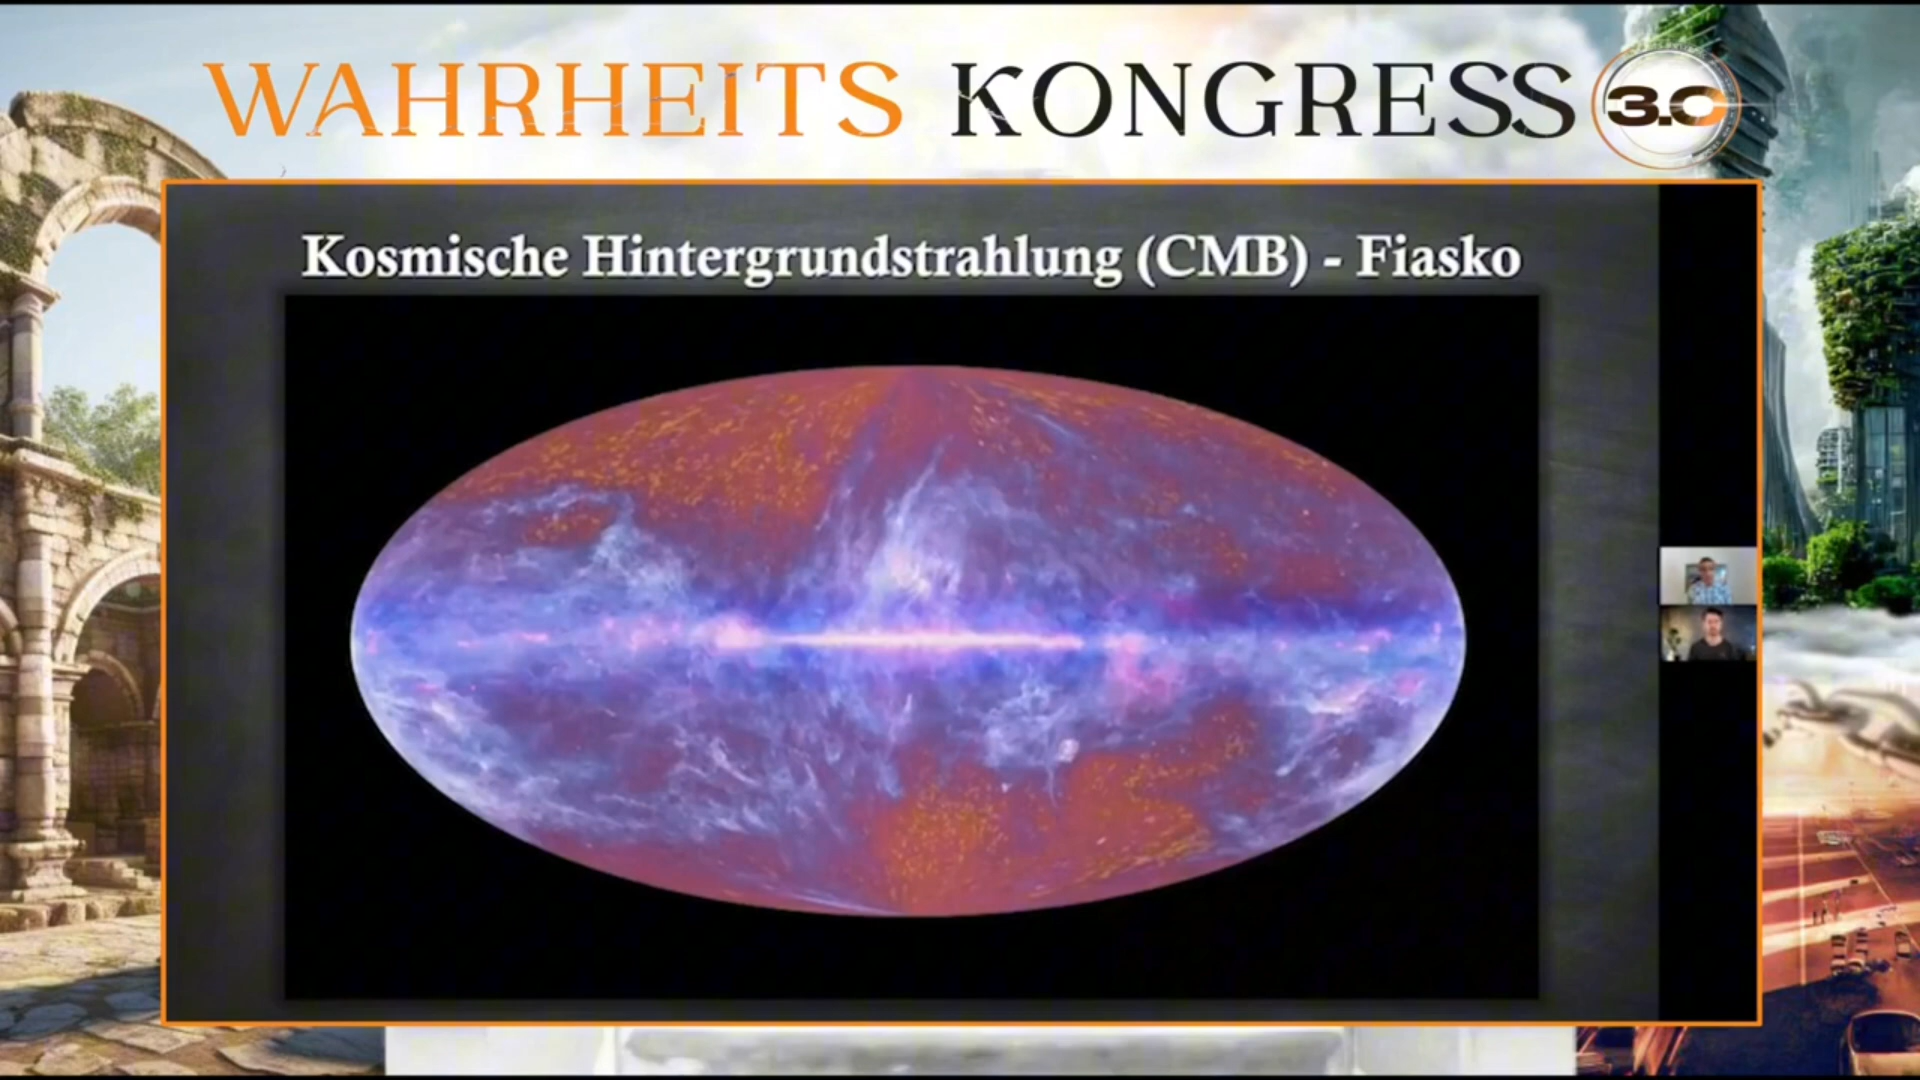 WAHRHEITS KONGRESS 3.0
Kosmische Hintergrundstrahlung (CMB) - Fiasko